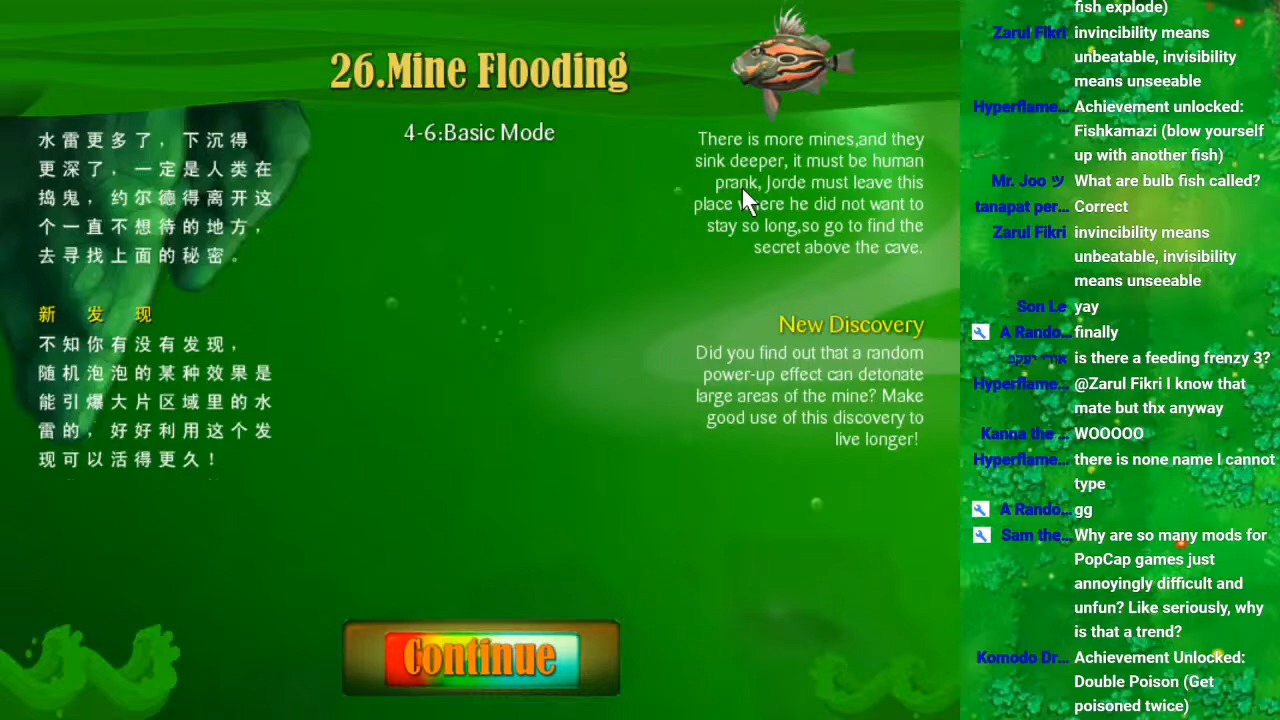 26.Mine Flooding
4-6:Basic Mode
水雷更多了，下沉得
更深了，一定是人类在
捣鬼，约尔德得离开这
个一直不想待的地方，
去寻找上面的秘密。
新 发 现
不知你有没有发现，
随机泡泡的某种效果是
能引爆大片区域里的水
雷的，好好利用这个发
现可以活得更久！
There is more mines,and they
sink deeper, it must be human
prank, Jorde must leave this
place where he did not want to
stay so long,so go to find the
secret above the cave.
New Discovery
Did you find out that a random
power-up effect can detonate
large areas of the mine? Make
good use of this discovery to
live longer!
Continue
fish explode)
Zarul Fikri invincibility means
unbeatable, invisibility
means unseeable
Hyperflame... Achievement unlocked:
Fishkamazi (blow yourself
up with another fish)
Mr. Joo ツ What are bulb fish called?
tanapat per... Correct
Zarul Fikri invincibility means
unbeatable, invisibility
means unseeable
Son Le yay
A Rando... finally
is there a feeding frenzy 3?
Hyperflame... @Zarul Fikri I know that
mate but thx anyway
Kanna the ... WOOOOO
Hyperflame... there is none name I cannot
type
A Rando... gg
Sam the... Why are so many mods for
PopCap games just
annoyingly difficult and
unfun? Like seriously, why
is that a trend?
Komodo Dr... Achievement Unlocked:
Double Poison (Get
poisoned twice)